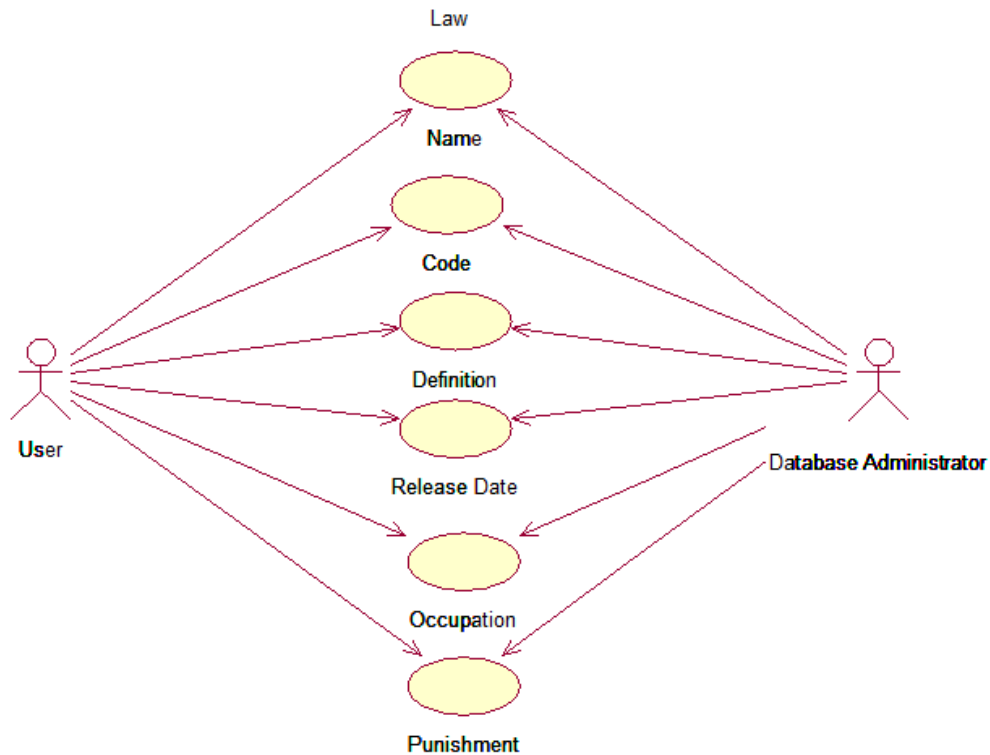 Law
Name
Code
Definition
User
Database Administrator
Release Date
Occupation
Punishment